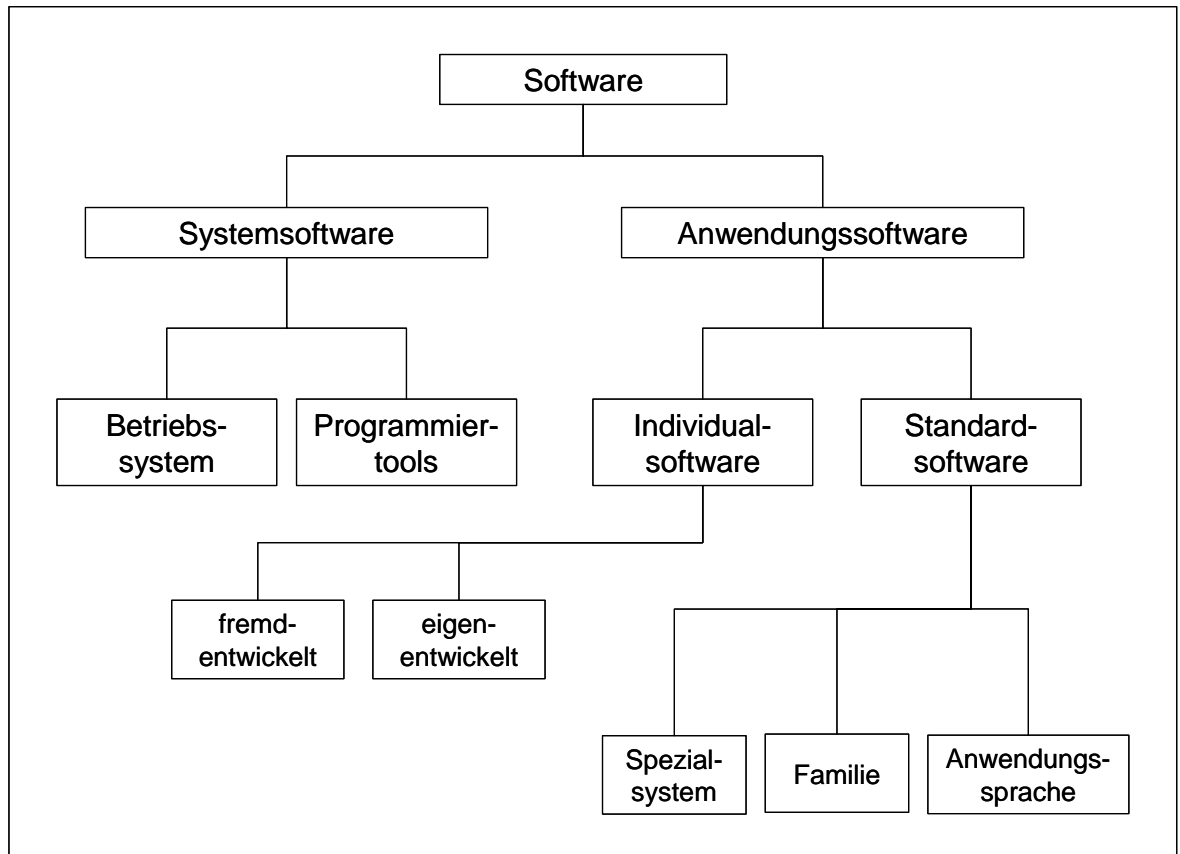 Software
Systemsoftware
Anwendungssoftware
Betriebs-
system
Programmier-
tools
Individual-
software
Standard-
software
fremd-
entwickelt
eigen-
entwickelt
Spezial-
system
Familie
Anwendungs-
sprache